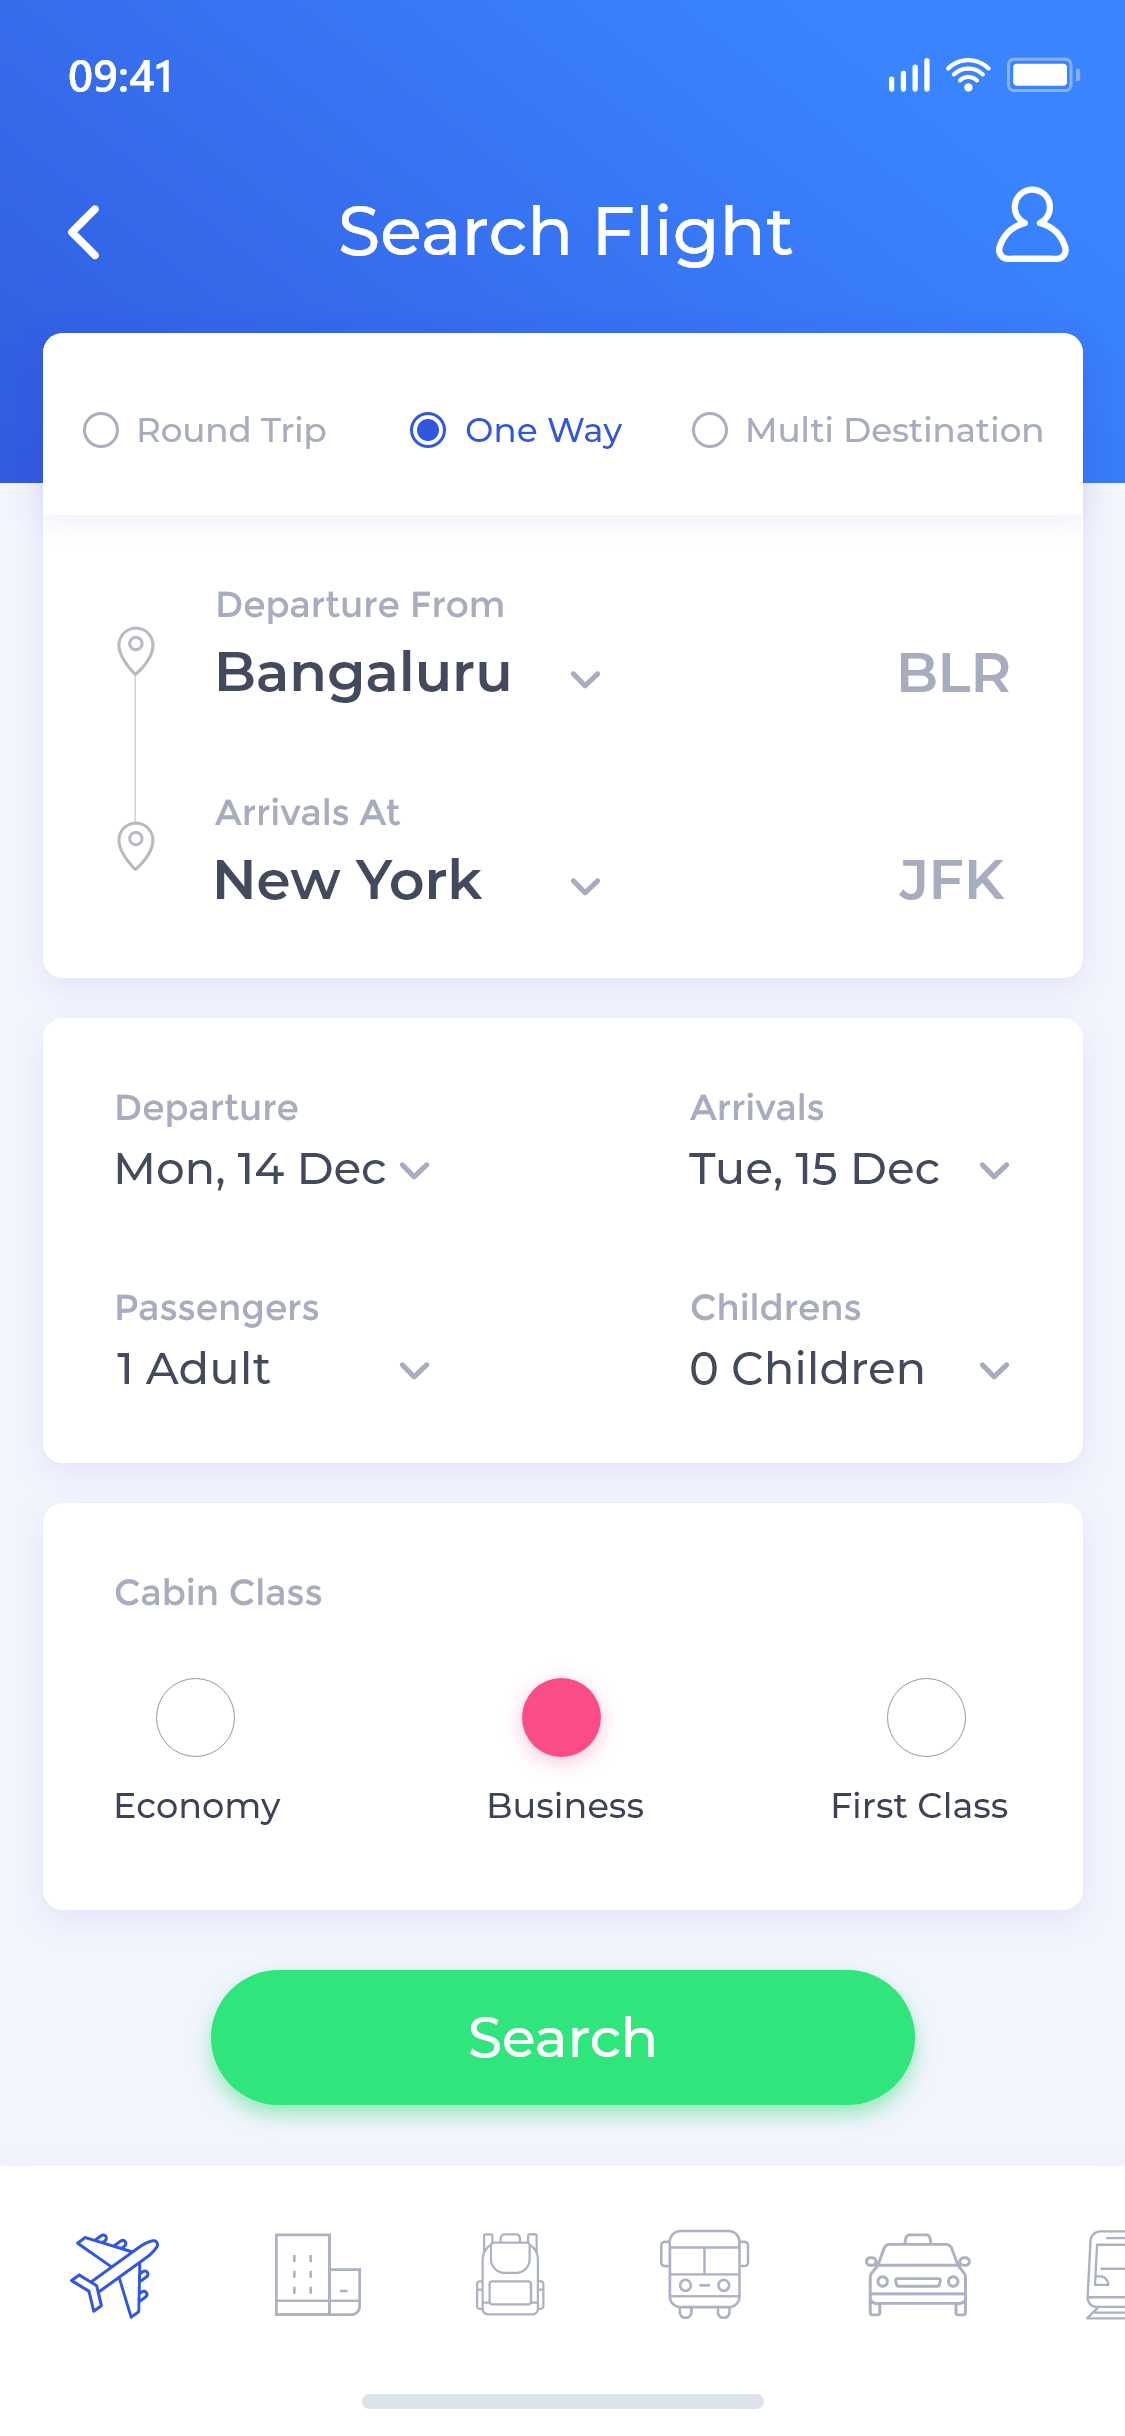 09:41
Search Flight
Round Trip
One Way
Multi Destination
Departure From
Bangaluru
BLR
Arrivals At
New York
JFK
Departure
Arrivals
Mon, 14 Dec
Tue, 15 Dec
Passengers
Childrens
1 Adult
0 Children
Cabin Class
Economy
Business
First Class
Search